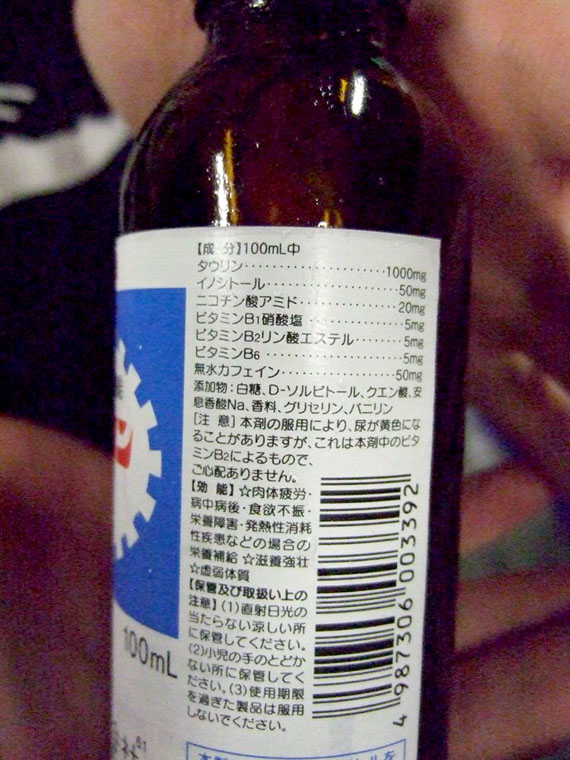 【成 分】100mL中
タウリン・・・・・・・・・・・・・・・・1000mg
イノシトール・・・・・・・・・・・・・・・50mg
ニコチン酸アミド・・・・・・・・・・・・20mg
ビタミンB1硝酸塩・・・・・・・・・・・・5mg
ビタミンB2リン酸エステル・・・・・・・5mg
ビタミンB6・・・・・・・・・・・・・・・・5mg
無水カフェイン・・・・・・・・・・・・・50mg
添加物：白糖、D-ソルビトール、クエン酸、安
息香酸Na、香料、グリセリン、バニリン
［注 意］本剤の服用により、尿が黄色にな
ることがありますが、これは本剤中のビタ
ミンB2によるもので、
ご心配ありません。
【効 能】☆肉体疲労・
病中病後・食欲不振・
栄養障害・発熱性消耗
性疾患などの場合の
栄養補給 ☆滋養強壮
☆虚弱体質
【保管及び取扱い上の
注意】(1)直射日光の
当たらない涼しい所
に保管してください。
(2)小児の手のとどか
ない所に保管してく
ださい。(3)使用期限
を過ぎた製品は服用
しないでください。
4 987306 003392
100mL